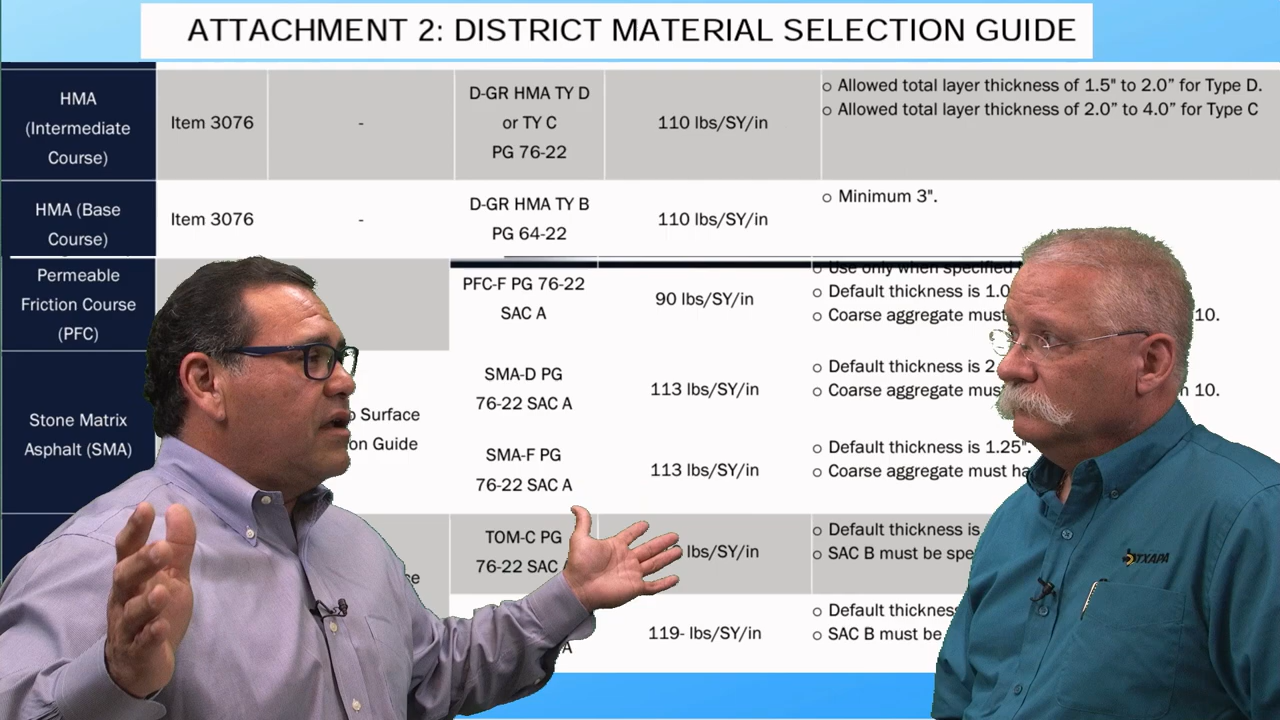 ATTACHMENT 2: DISTRICT MATERIAL SELECTION GUIDE
HMA
(Intermediate
Course)
Item 3076
-
D-GR HMA TY D
or TY C
PG 76-22
110 lbs/SY/in
o Allowed total layer thickness of 1.5" to 2.0" for Type D.
o Allowed total layer thickness of 2.0" to 4.0" for Type C
HMA (Base
Course)
Item 3076
-
D-GR HMA TY B
PG 64-22
110 lbs/SY/in
o Minimum 3".
Permeable
Friction Course
(PFC)
PFC-F PG 76-22
SAC A
90 lbs/SY/in
o Use only when specified
o Default thickness is 1.0
o Coarse aggregate must 10.
Stone Matrix
Asphalt (SMA)
Surface
on Guide
SMA-D PG
76-22 SAC A
113 lbs/SY/in
o Default thickness is 2
o Coarse aggregate must 10.
SMA-F PG
76-22 SAC A
113 lbs/SY/in
o Default thickness is 1.25".
o Coarse aggregate must ha
TOM-C PG
76-22 SAC
lbs/SY/in
o Default thickness is
o SAC B must be spe
119- lbs/SY/in
o Default thickness
o SAC B must be
TXAPA